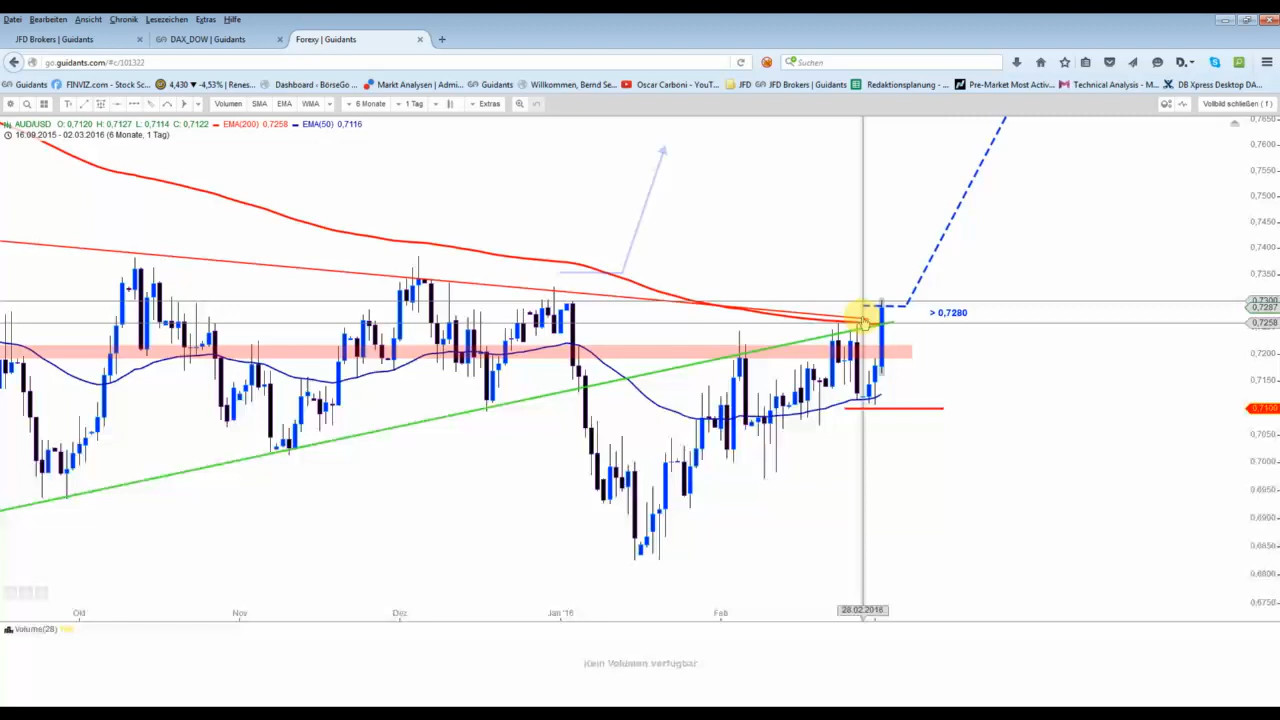 Datei Bearbeiten Ansicht Chronik Lesezeichen Extras Hilfe
JFD Brokers | Guidants × DAX_DOW | Guidants × Forexy | Guidants × +
go.guidants.com/#c/101322 Suchen
Guidants FINVIZ.com - Stock Sc... 4,430 ▾ -4,53% | Renes... Dashboard - BörseGo ... Markt Analysen | Admi... Guidants Willkommen, Bernd Se... Oscar Carboni - YouT... JFD JFD Brokers | Guidants Redaktionsplanung - ... Pre-Market Most Activ... Technical Analysis - M... DB Xpress Desktop D...
Volumen SMA EMA WMA 6 Monate 1 Tag Extras Vollbild schließen ( f )
AUD/USD O: 0,7120 H: 0,7127 L: 0,7114 C: 0,7122 EMA(200) 0,7258 EMA(50) 0,7116
16.09.2015 - 02.03.2016 (6 Monate, 1 Tag)
0,7650
0,7600
0,7550
0,7500
0,7450
0,7400
0,7350
0,7300
0,7287
> 0,7280
0,7258
0,7200
0,7150
0,7100
0,7050
0,7000
0,6950
0,6900
0,6850
0,6800
0,6750
Okt Nov Dez Jan '16 Feb 28.02.2016
Volume(28)
Kein Volumen verfügbar